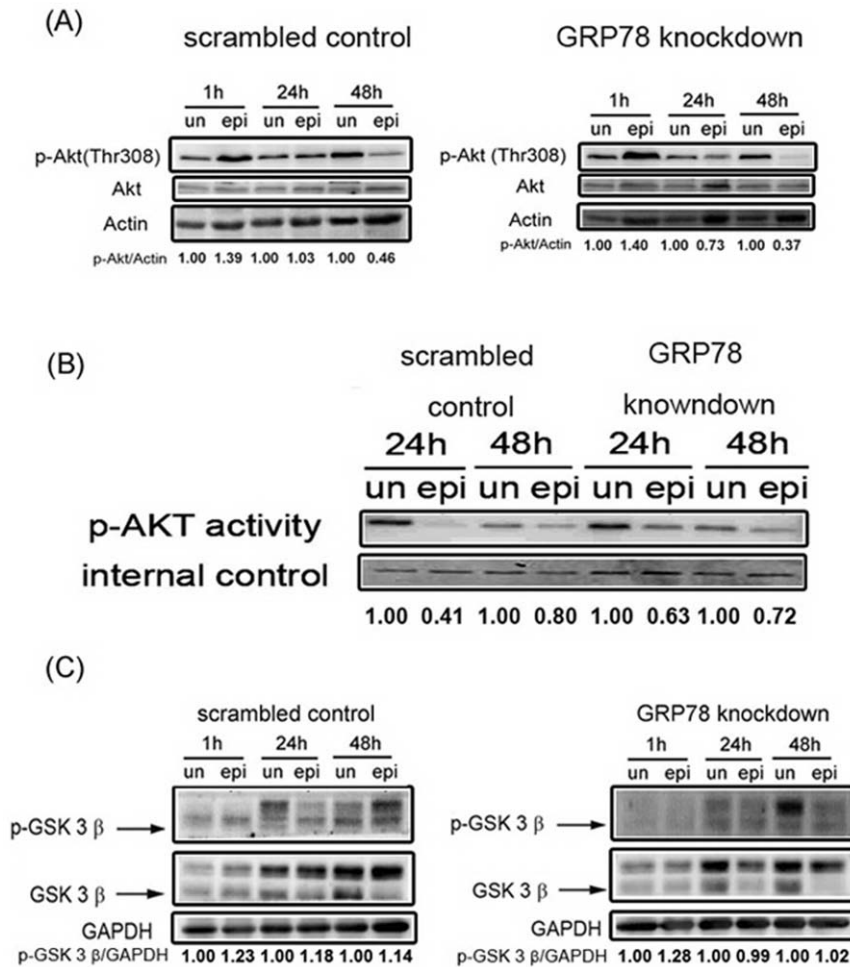 (A)
scrambled control
1h 24h 48h
un epi un epi un epi
p-Akt(Thr308)
Akt
Actin
p-Akt/Actin 1.00 1.39 1.00 1.03 1.00 0.46
GRP78 knockdown
1h 24h 48h
un epi un epi un epi
p-Akt (Thr308)
Akt
Actin
p-Akt/Actin 1.00 1.40 1.00 0.73 1.00 0.37
(B)
scrambled GRP78
control knowndown
24h 48h 24h 48h
un epi un epi un epi un epi
p-AKT activity
internal control
1.00 0.41 1.00 0.80 1.00 0.63 1.00 0.72
(C)
scrambled control
1h 24h 48h
un epi un epi un epi
p-GSK 3 β
GSK 3 β
GAPDH
p-GSK 3 β/GAPDH 1.00 1.23 1.00 1.18 1.00 1.14
GRP78 knockdown
1h 24h 48h
un epi un epi un epi
p-GSK 3 β
GSK 3 β
GAPDH
p-GSK 3 β/GAPDH 1.00 1.28 1.00 0.99 1.00 1.02